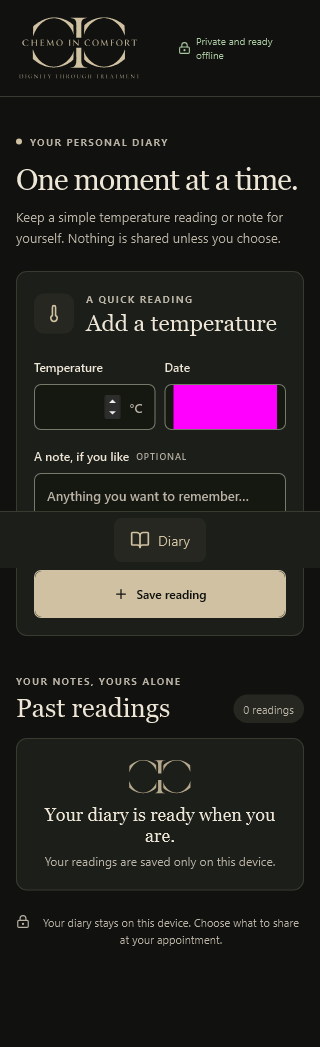 CHEMO IN COMFORT
DIGNITY THROUGH TREATMENT
Private and ready
offline
YOUR PERSONAL DIARY
One moment at a time.
Keep a simple temperature reading or note for
yourself. Nothing is shared unless you choose.
A QUICK READING
Add a temperature
Temperature
Date
°C
A note, if you like OPTIONAL
Anything you want to remember...
Diary
Save reading
YOUR NOTES, YOURS ALONE
Past readings
0 readings
Your diary is ready when you
are.
Your readings are saved only on this device.
Your diary stays on this device. Choose what to share
at your appointment.